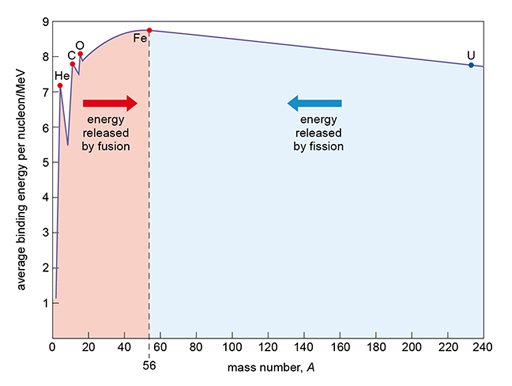 average binding energy per nucleon/MeV
9
8
7
6
5
4
3
2
1
He
C
O
Fe
U
energy
released
by fusion
energy
released
by fission
0
20
40
60
80
100
120
140
160
180
200
220
240
56
mass number, A